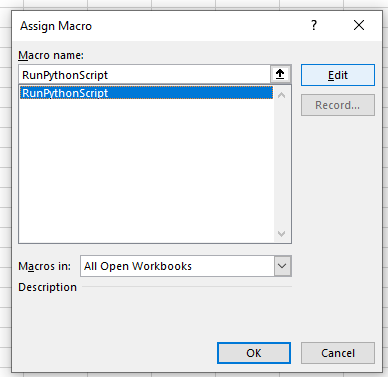 Assign Macro
Macro name:
RunPythonScript
Edit
RunPythonScript
Record...
Macros in:
All Open Workbooks
Description
OK
Cancel